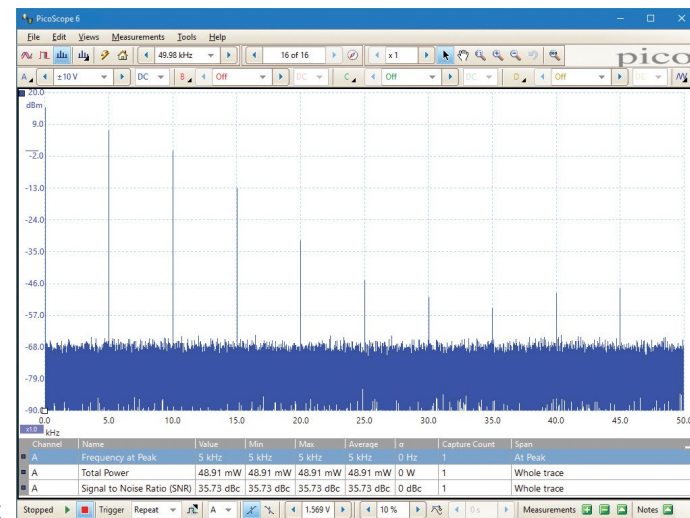 PicoScope 6
File Edit Views Measurements Tools Help
49.98 kHz 16 of 16 x 1 pico
A ±10 V DC B Off DC C Off DC D Off DC
20.0
dBm
9.0
-2.0
-13.0
-24.0
-35.0
-46.0
-57.0
-68.0
-79.0
-90.0
0.0 5.0 10.0 15.0 20.0 25.0 30.0 35.0 40.0 45.0 50.0
x1.0 kHz
Channel Name Value Min Max Average σ Capture Count Span
A Frequency at Peak 5 kHz 5 kHz 5 kHz 5 kHz 0 Hz 1 At Peak
A Total Power 48.91 mW 48.91 mW 48.91 mW 48.91 mW 0 W 1 Whole trace
A Signal to Noise Ratio (SNR) 35.73 dBc 35.73 dBc 35.73 dBc 35.73 dBc 0 dBc 1 Whole trace
Stopped Trigger Repeat A 1.569 V 10 % 0 s Measurements Notes